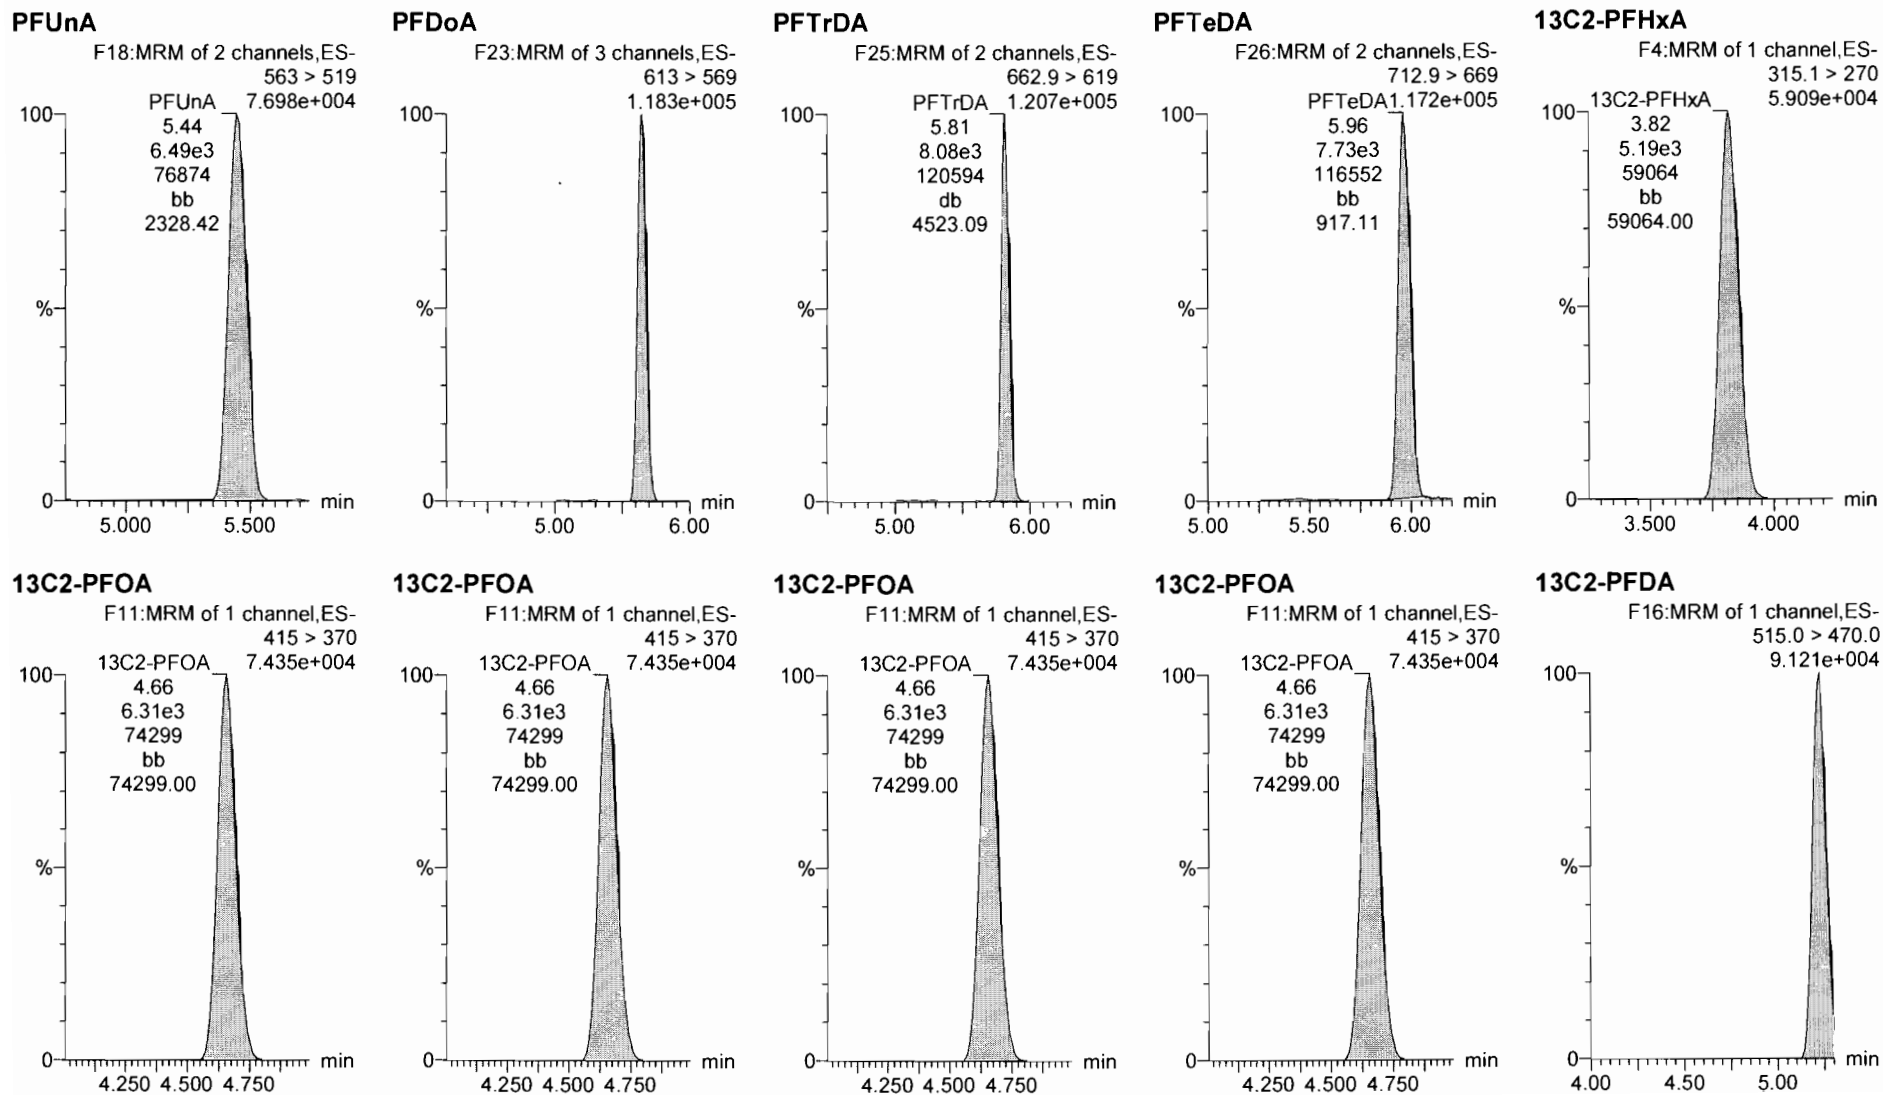 PFUnA
F18:MRM of 2 channels,ES-
563 > 519
PFUnA 7.698e+004
5.44
6.49e3
76874
bb
2328.42
100
%
0
5.000 5.500 min
PFDoA
F23:MRM of 3 channels,ES-
613 > 569
1.183e+005
100
%
0
5.00 6.00 min
PFTrDA
F25:MRM of 2 channels,ES-
662.9 > 619
PFTrDA 1.207e+005
5.81
8.08e3
120594
db
4523.09
100
%
0
5.00 6.00 min
PFTeDA
F26:MRM of 2 channels,ES-
712.9 > 669
PFTeDA 1.172e+005
5.96
7.73e3
116552
bb
917.11
100
%
0
5.00 5.50 6.00 min
13C2-PFHxA
F4:MRM of 1 channel,ES-
315.1 > 270
13C2-PFHxA 5.909e+004
3.82
5.19e3
59064
bb
59064.00
100
%
0
3.500 4.000 min
13C2-PFOA
F11:MRM of 1 channel,ES-
415 > 370
13C2-PFOA 7.435e+004
4.66
6.31e3
74299
bb
74299.00
100
%
0
4.250 4.500 4.750 min
13C2-PFOA
F11:MRM of 1 channel,ES-
415 > 370
13C2-PFOA 7.435e+004
4.66
6.31e3
74299
bb
74299.00
100
%
0
4.250 4.500 4.750 min
13C2-PFOA
F11:MRM of 1 channel,ES-
415 > 370
13C2-PFOA 7.435e+004
4.66
6.31e3
74299
bb
74299.00
100
%
0
4.250 4.500 4.750 min
13C2-PFOA
F11:MRM of 1 channel,ES-
415 > 370
13C2-PFOA 7.435e+004
4.66
6.31e3
74299
bb
74299.00
100
%
0
4.250 4.500 4.750 min
13C2-PFDA
F16:MRM of 1 channel,ES-
515.0 > 470.0
9.121e+004
100
%
0
4.00 4.50 5.00 min